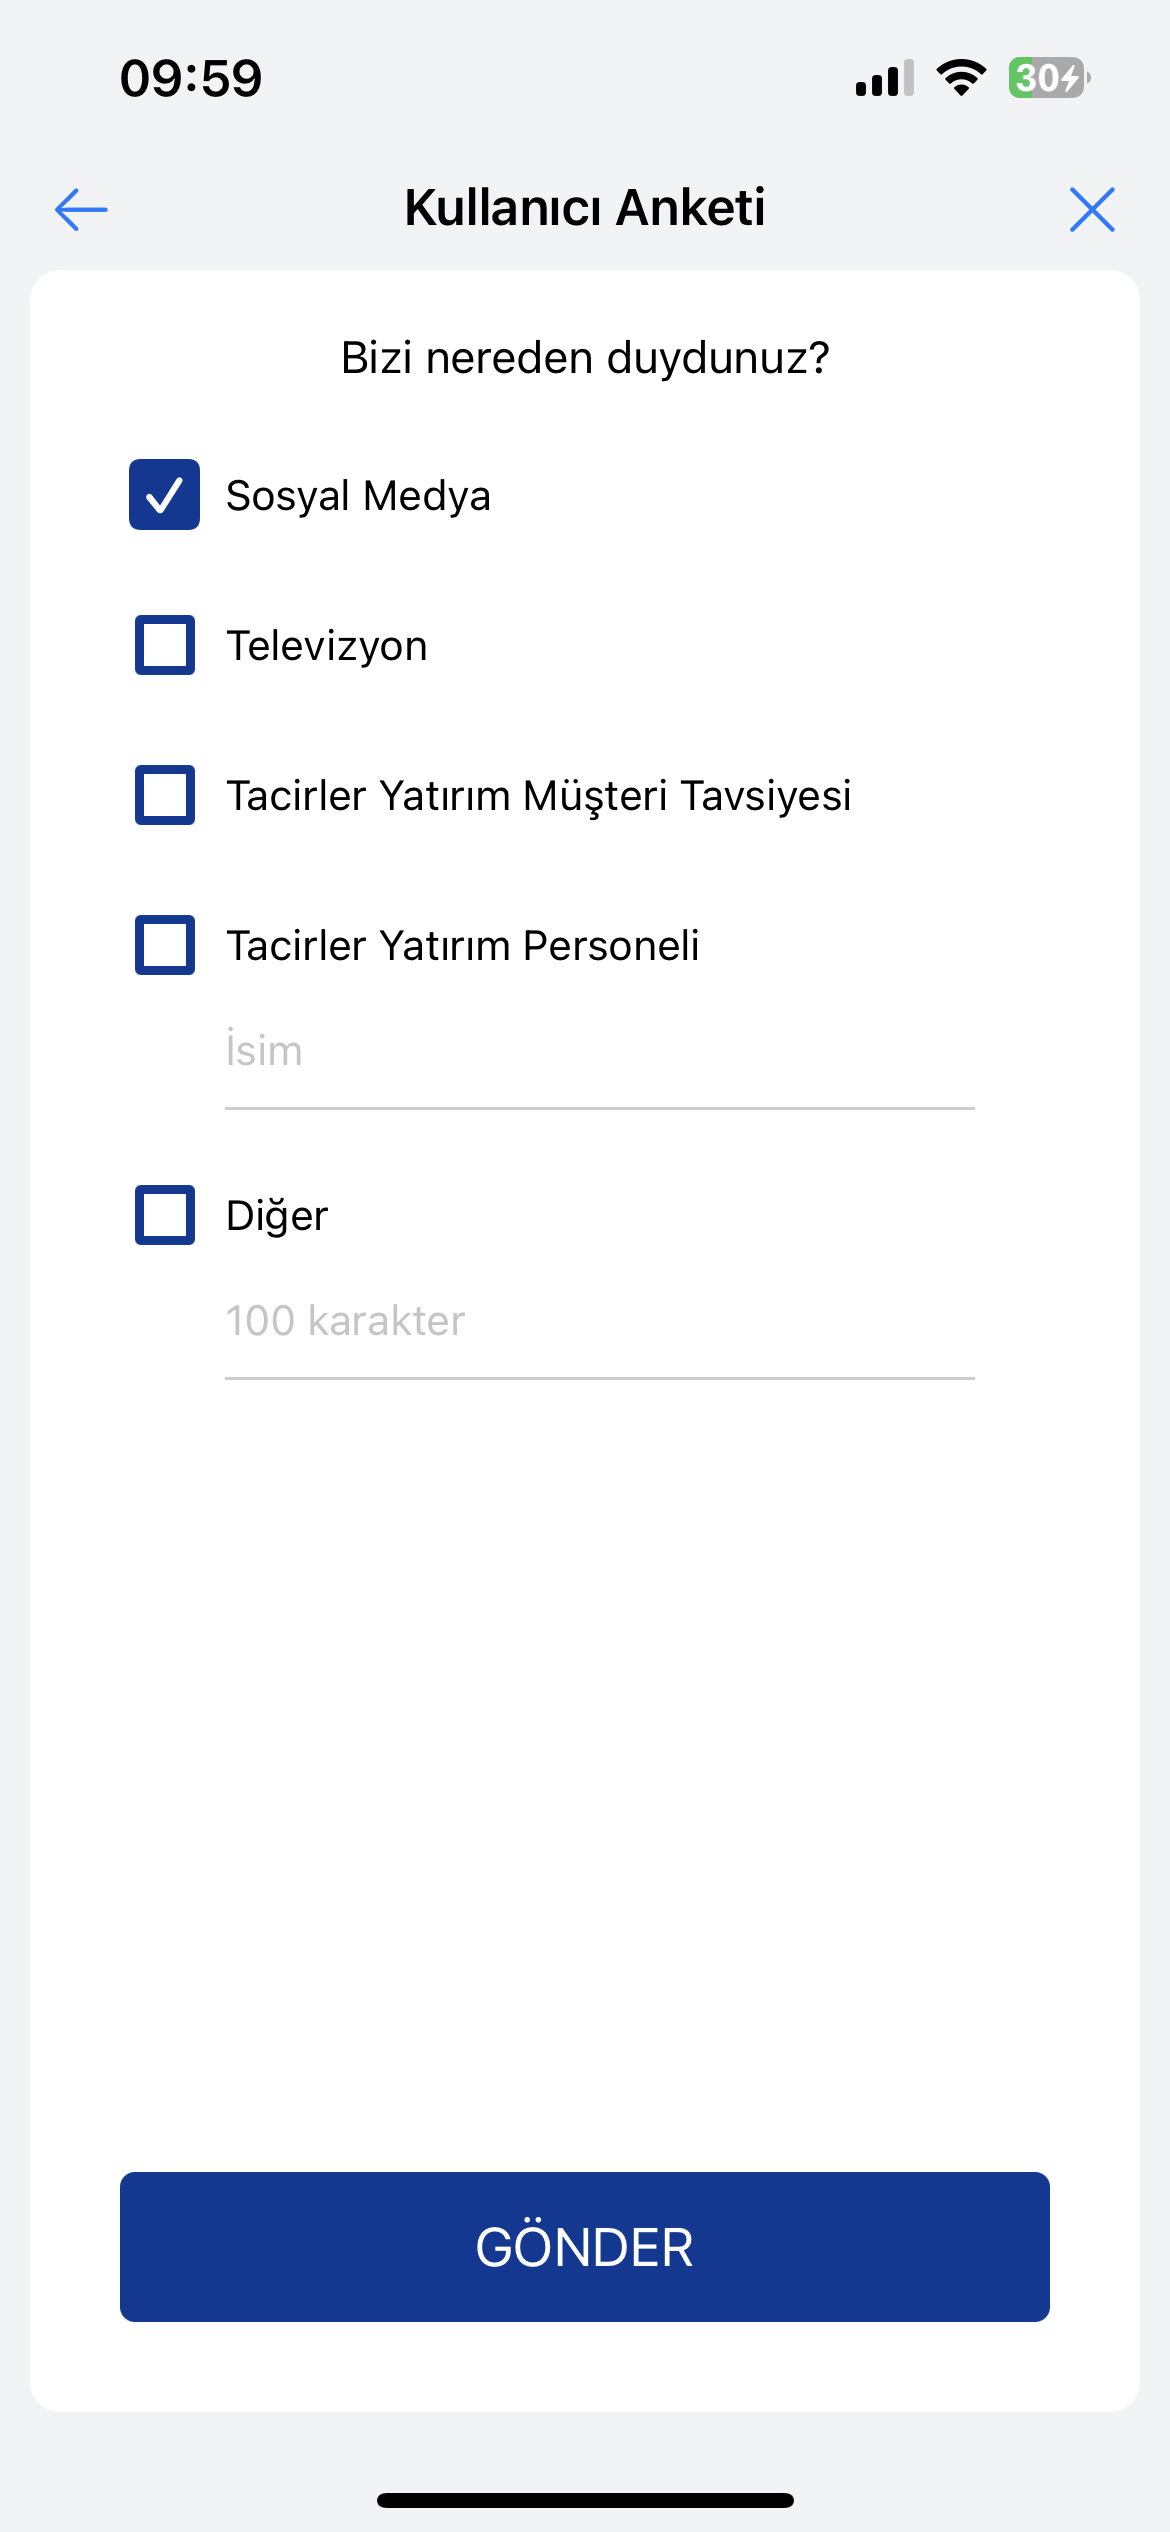 09:59
30
Kullanıcı Anketi
Bizi nereden duydunuz?
Sosyal Medya
Televizyon
Tacirler Yatırım Müşteri Tavsiyesi
Tacirler Yatırım Personeli
İsim
Diğer
100 karakter
GÖNDER